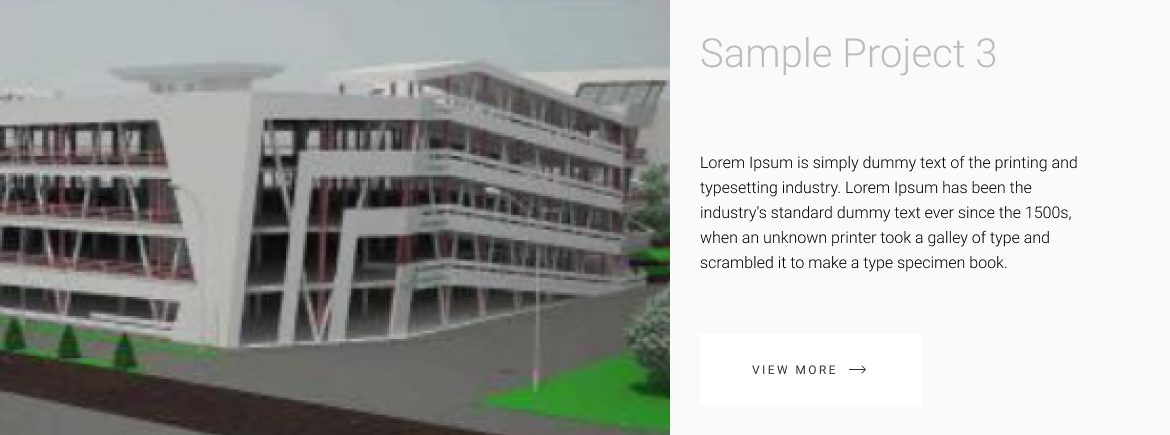 Sample Project 3
Lorem Ipsum is simply dummy text of the printing and
typesetting industry. Lorem Ipsum has been the
industry's standard dummy text ever since the 1500s,
when an unknown printer took a galley of type and
scrambled it to make a type specimen book.
VIEW MORE